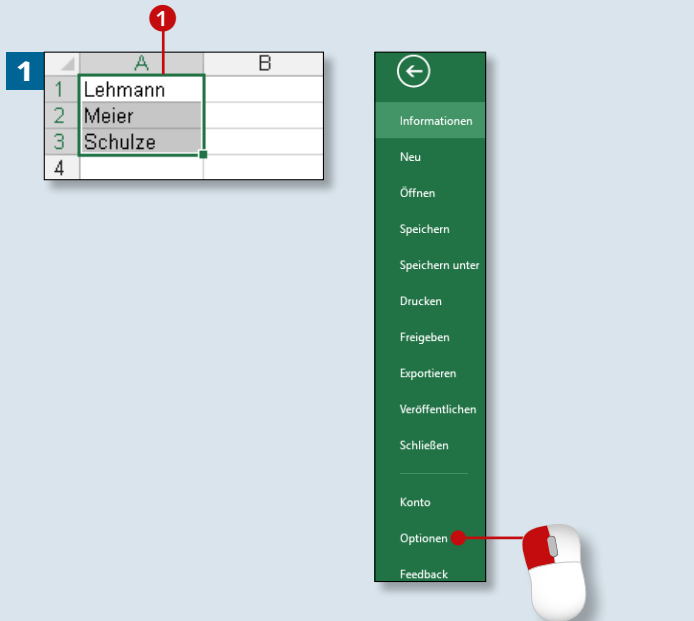 1
1
A B
1 Lehmann
2 Meier
3 Schulze
4
Informationen
Neu
Öffnen
Speichern
Speichern unter
Drucken
Freigeben
Exportieren
Veröffentlichen
Schließen
Konto
Optionen
Feedback